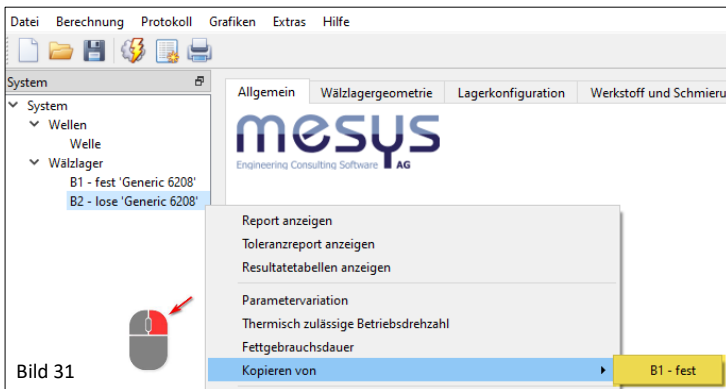 Datei Berechnung Protokoll Grafiken Extras Hilfe
System
Allgemein Wälzlagergeometrie Lagerkonfiguration Werkstoff und Schmieru
System
Wellen
Welle
Wälzlager
B1 - fest 'Generic 6208'
B2 - lose 'Generic 6208'
mesys
Engineering Consulting Software AG
Report anzeigen
Toleranzreport anzeigen
Resultatetabellen anzeigen
Parametervariation
Thermisch zulässige Betriebsdrehzahl
Fettgebrauchsdauer
Kopieren von B1 - fest
Bild 31